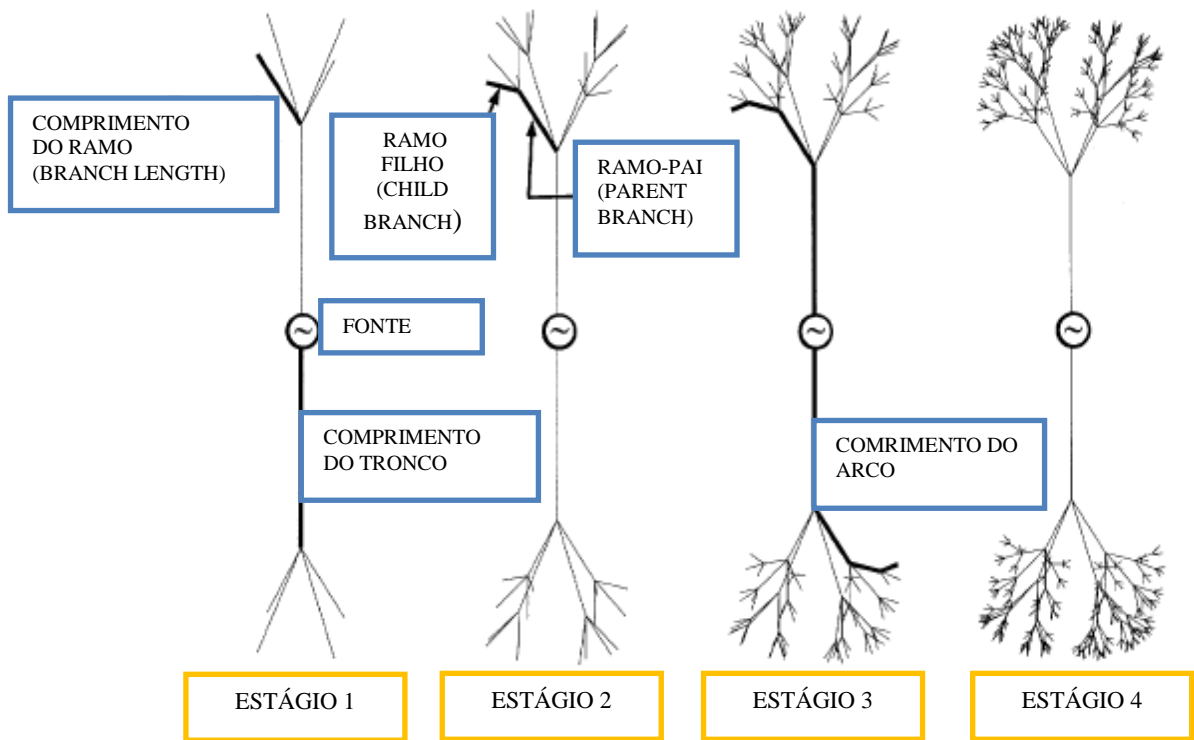 COMPRIMENTO
DO RAMO
(BRANCH LENGTH)
RAMO
FILHO
(CHILD
BRANCH)
RAMO-PAI
(PARENT
BRANCH)
FONTE
~
~
~
~
COMPRIMENTO
DO TRONCO
COMRIMENTO DO
ARCO
ESTÁGIO 1
ESTÁGIO 2
ESTÁGIO 3
ESTÁGIO 4